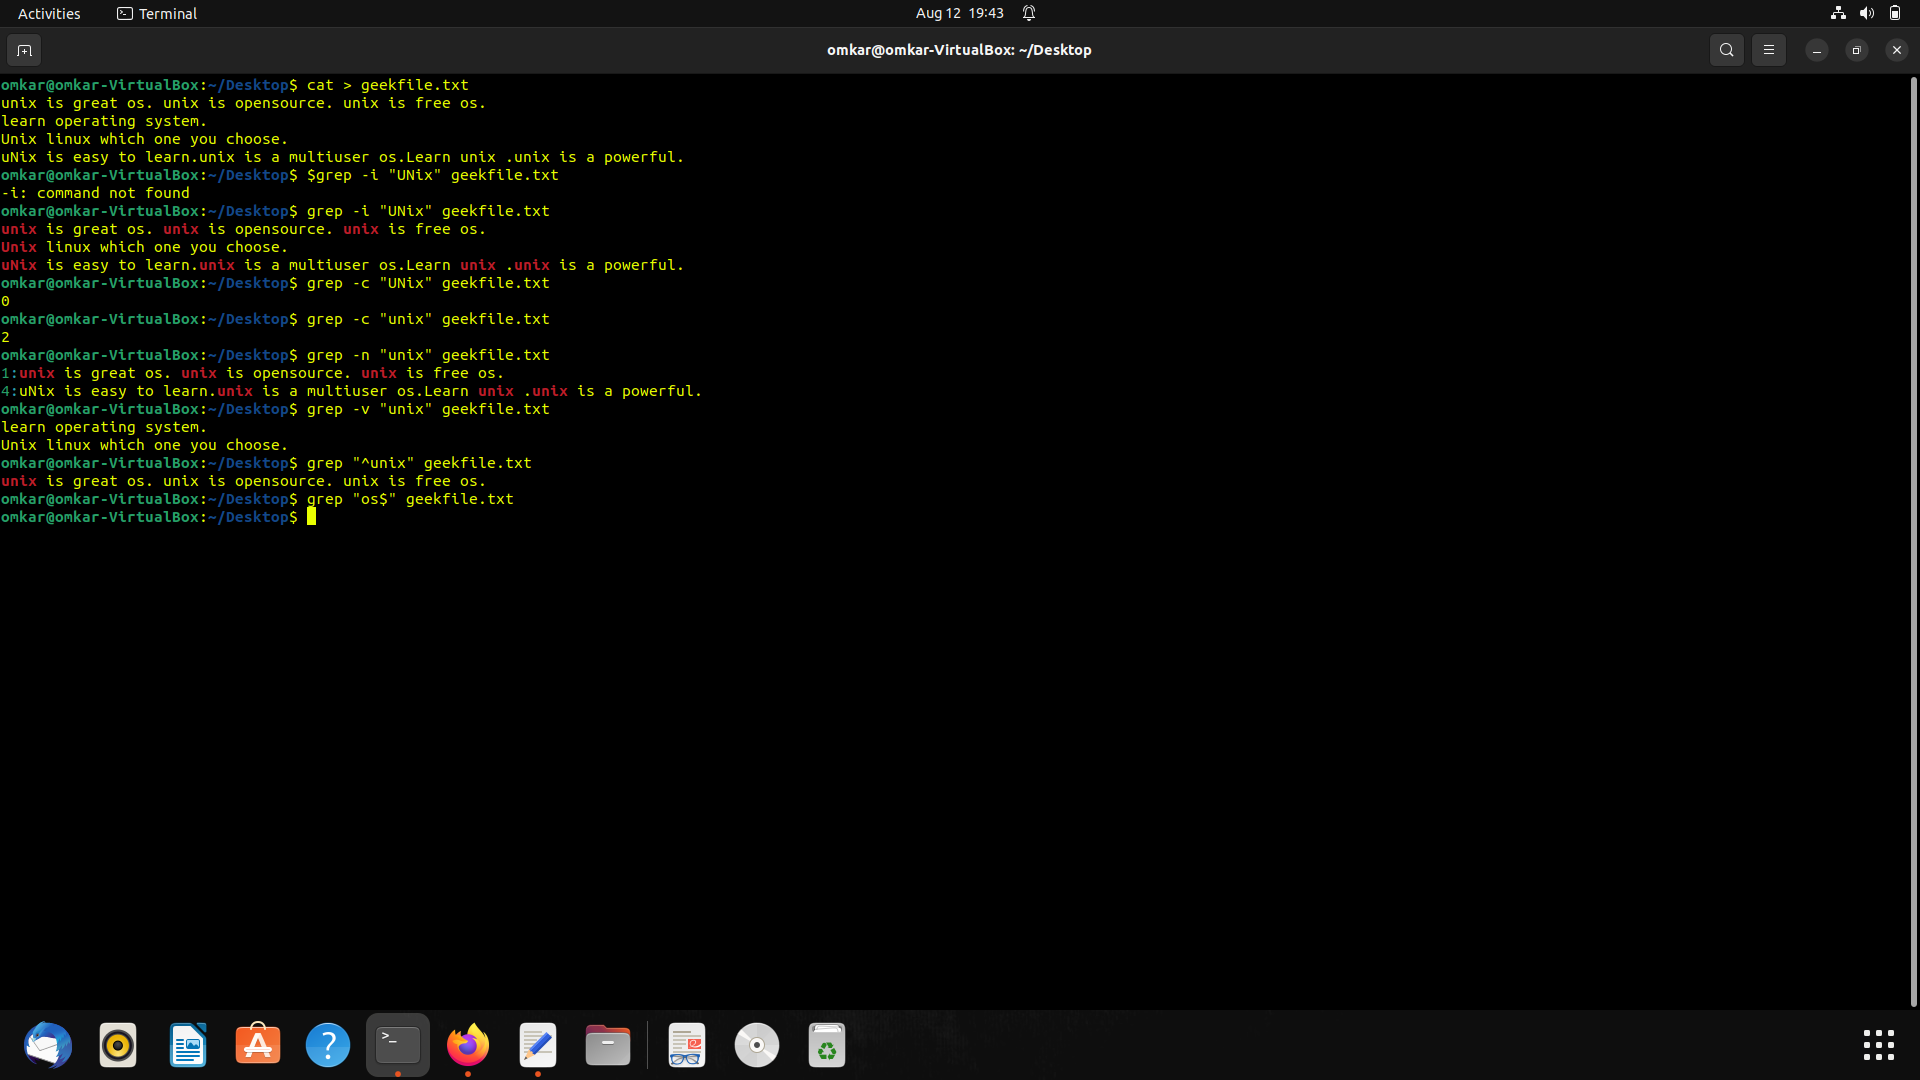 Activities Terminal Aug 12 19:43
omkar@omkar-VirtualBox: ~/Desktop
omkar@omkar-VirtualBox:~/Desktop$ cat > geekfile.txt
unix is great os. unix is opensource. unix is free os.
learn operating system.
Unix linux which one you choose.
uNix is easy to learn.unix is a multiuser os.Learn unix .unix is a powerful.
omkar@omkar-VirtualBox:~/Desktop$ $grep -i "UNix" geekfile.txt
-i: command not found
omkar@omkar-VirtualBox:~/Desktop$ grep -i "UNix" geekfile.txt
unix is great os. unix is opensource. unix is free os.
Unix linux which one you choose.
uNix is easy to learn.unix is a multiuser os.Learn unix .unix is a powerful.
omkar@omkar-VirtualBox:~/Desktop$ grep -c "UNix" geekfile.txt
0
omkar@omkar-VirtualBox:~/Desktop$ grep -c "unix" geekfile.txt
2
omkar@omkar-VirtualBox:~/Desktop$ grep -n "unix" geekfile.txt
1:unix is great os. unix is opensource. unix is free os.
4:uNix is easy to learn.unix is a multiuser os.Learn unix .unix is a powerful.
omkar@omkar-VirtualBox:~/Desktop$ grep -v "unix" geekfile.txt
learn operating system.
Unix linux which one you choose.
omkar@omkar-VirtualBox:~/Desktop$ grep "^unix" geekfile.txt
unix is great os. unix is opensource. unix is free os.
omkar@omkar-VirtualBox:~/Desktop$ grep "os$" geekfile.txt
omkar@omkar-VirtualBox:~/Desktop$